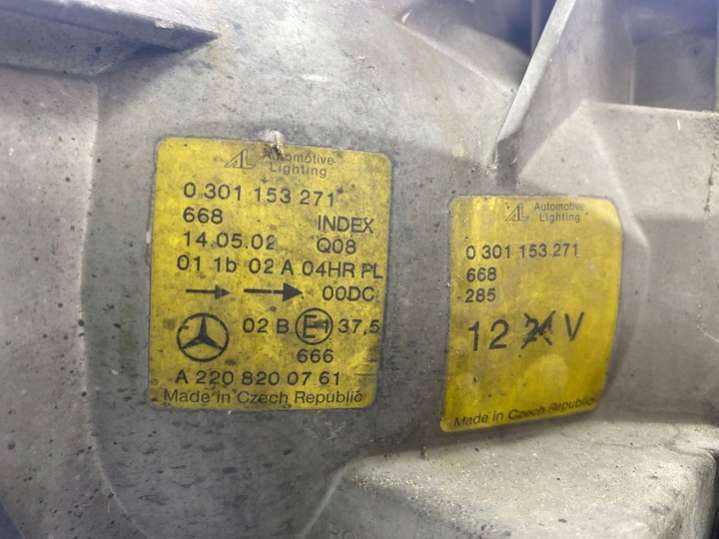 AL Automotive
Lighting
0 301 153 271
668 INDEX
14.05.02 Q08
01 1b 02 A 04HR PL
00DC
02 B E1 37,5
666
A 220 820 07 61
Made in Czech Republic
AL Automotive
Lighting
0 301 153 271
668
285
12 24 V
Made in Czech Republic